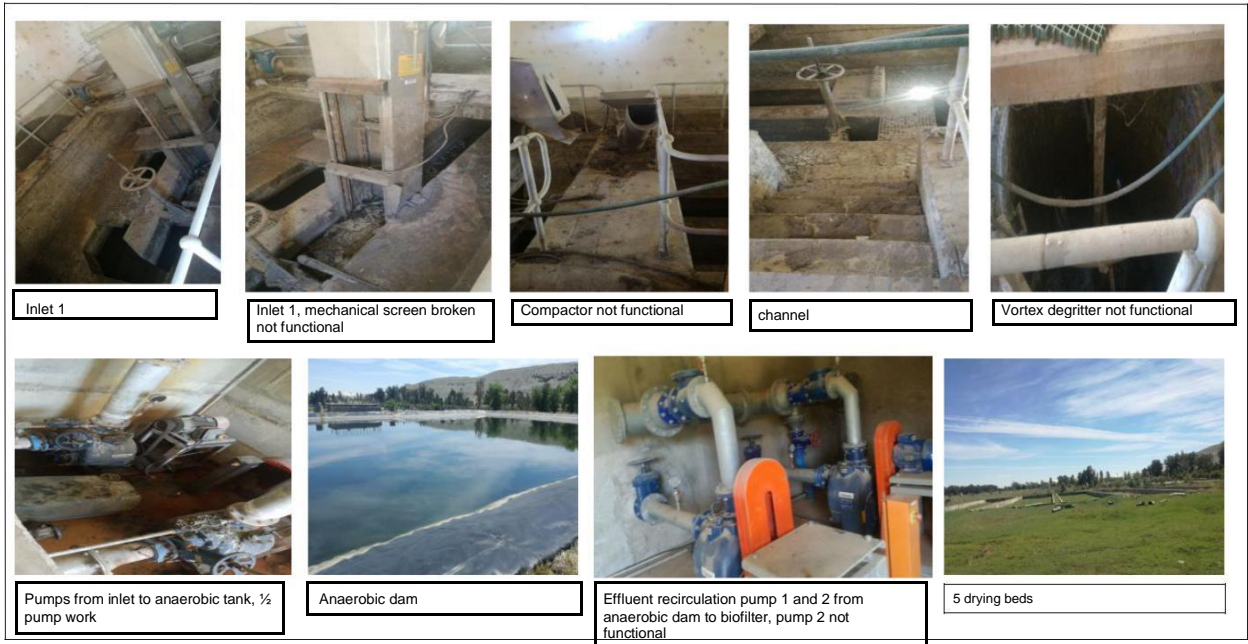 Inlet 1
Inlet 1, mechanical screen broken
not functional
Compactor not functional
channel
Vortex degritter not functional
Pumps from inlet to anaerobic tank, ½
pump work
Anaerobic dam
Effluent recirculation pump 1 and 2 from
anaerobic dam to biofilter, pump 2 not
functional
5 drying beds